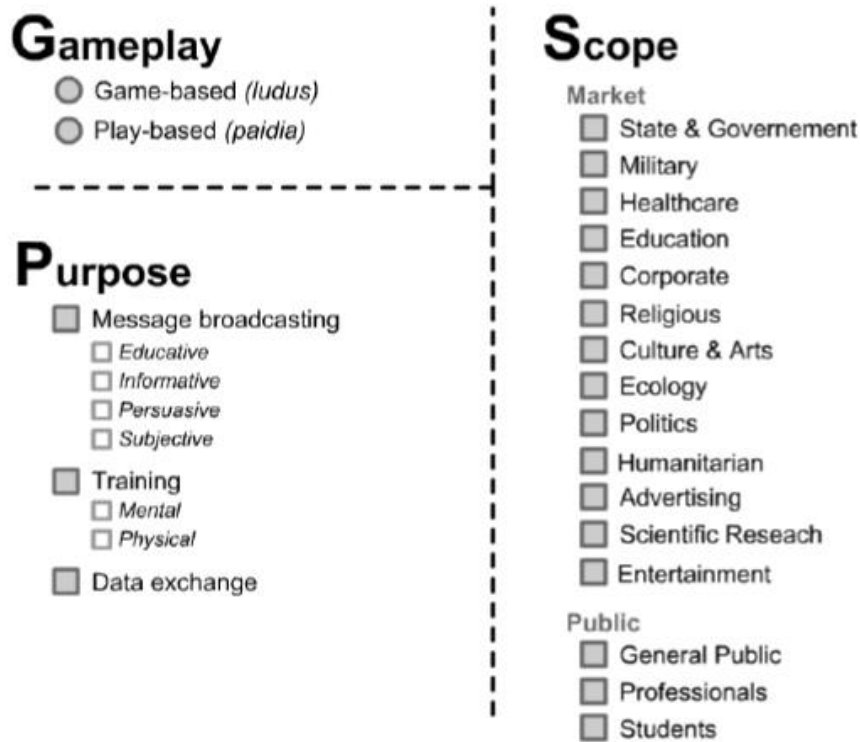 Gameplay
Game-based (ludus)
Play-based (paidia)
Purpose
Message broadcasting
Educative
Informative
Persuasive
Subjective
Training
Mental
Physical
Data exchange
Scope
Market
State & Governement
Military
Healthcare
Education
Corporate
Religious
Culture & Arts
Ecology
Politics
Humanitarian
Advertising
Scientific Reseach
Entertainment
Public
General Public
Professionals
Students